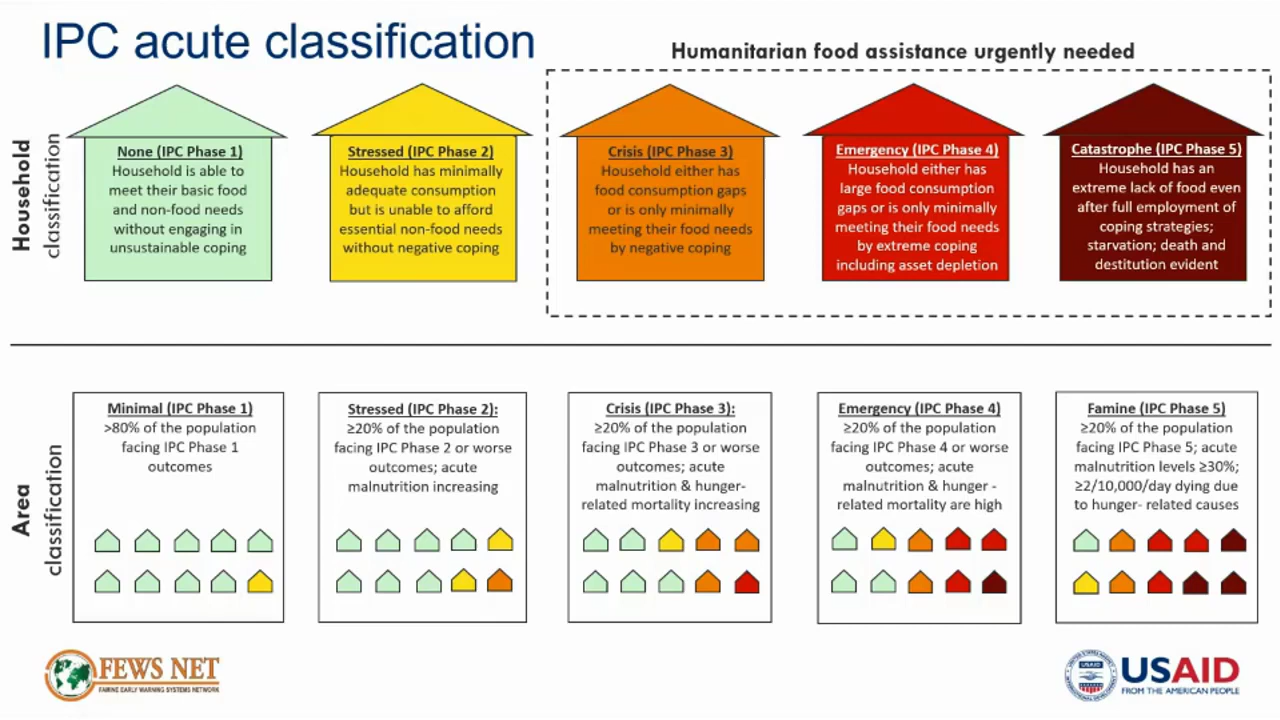 IPC acute classification
Humanitarian food assistance urgently needed
Household
classification
None (IPC Phase 1)
Household is able to
meet their basic food
and non-food needs
without engaging in
unsustainable coping
Stressed (IPC Phase 2)
Household has minimally
adequate consumption
but is unable to afford
essential non-food needs
without negative coping
Crisis (IPC Phase 3)
Household either has
food consumption gaps
or is only minimally
meeting their food needs
by negative coping
Emergency (IPC Phase 4)
Household either has
large food consumption
gaps or is only minimally
meeting their food needs
by extreme coping
including asset depletion
Catastrophe (IPC Phase 5)
Household has an
extreme lack of food even
after full employment of
coping strategies;
starvation; death and
destitution evident
Area
classification
Minimal (IPC Phase 1)
>80% of the population
facing IPC Phase 1
outcomes
Stressed (IPC Phase 2):
≥20% of the population
facing IPC Phase 2 or worse
outcomes; acute
malnutrition increasing
Crisis (IPC Phase 3):
≥20% of the population
facing IPC Phase 3 or worse
outcomes; acute
malnutrition & hunger-
related mortality increasing
Emergency (IPC Phase 4)
≥20% of the population
facing IPC Phase 4 or worse
outcomes; acute
malnutrition & hunger -
related mortality are high
Famine (IPC Phase 5)
≥20% of the population
facing IPC Phase 5; acute
malnutrition levels ≥30%;
≥2/10,000/day dying due
to hunger- related causes
FEWS NET
FAMINE EARLY WARNING SYSTEMS NETWORK
USAID
USAID
FROM THE AMERICAN PEOPLE